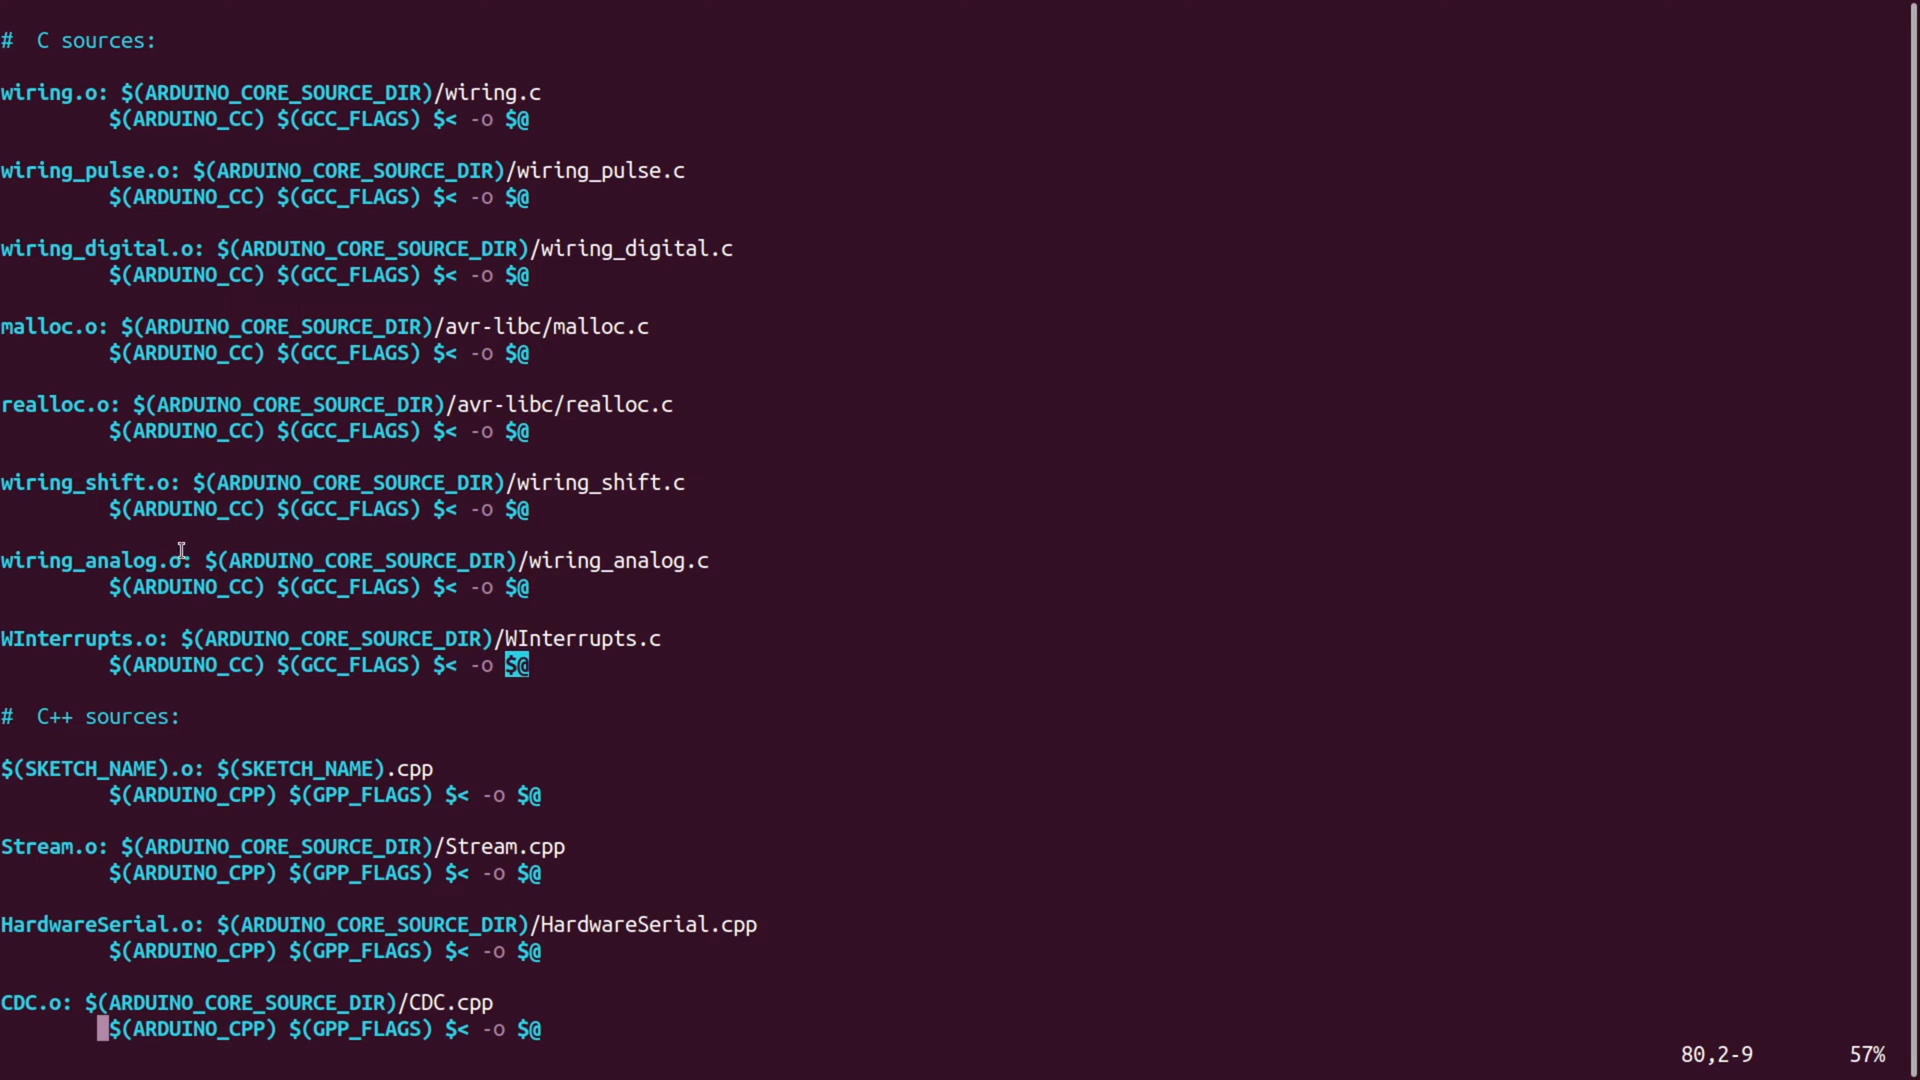 #  C sources:
wiring.o: $(ARDUINO_CORE_SOURCE_DIR)/wiring.c
$(ARDUINO_CC) $(GCC_FLAGS) $< -o $@
wiring_pulse.o: $(ARDUINO_CORE_SOURCE_DIR)/wiring_pulse.c
$(ARDUINO_CC) $(GCC_FLAGS) $< -o $@
wiring_digital.o: $(ARDUINO_CORE_SOURCE_DIR)/wiring_digital.c
$(ARDUINO_CC) $(GCC_FLAGS) $< -o $@
malloc.o: $(ARDUINO_CORE_SOURCE_DIR)/avr-libc/malloc.c
$(ARDUINO_CC) $(GCC_FLAGS) $< -o $@
realloc.o: $(ARDUINO_CORE_SOURCE_DIR)/avr-libc/realloc.c
$(ARDUINO_CC) $(GCC_FLAGS) $< -o $@
wiring_shift.o: $(ARDUINO_CORE_SOURCE_DIR)/wiring_shift.c
$(ARDUINO_CC) $(GCC_FLAGS) $< -o $@
wiring_analog.o: $(ARDUINO_CORE_SOURCE_DIR)/wiring_analog.c
$(ARDUINO_CC) $(GCC_FLAGS) $< -o $@
WInterrupts.o: $(ARDUINO_CORE_SOURCE_DIR)/WInterrupts.c
$(ARDUINO_CC) $(GCC_FLAGS) $< -o $@
#  C++ sources:
$(SKETCH_NAME).o: $(SKETCH_NAME).cpp
$(ARDUINO_CPP) $(GPP_FLAGS) $< -o $@
Stream.o: $(ARDUINO_CORE_SOURCE_DIR)/Stream.cpp
$(ARDUINO_CPP) $(GPP_FLAGS) $< -o $@
HardwareSerial.o: $(ARDUINO_CORE_SOURCE_DIR)/HardwareSerial.cpp
$(ARDUINO_CPP) $(GPP_FLAGS) $< -o $@
CDC.o: $(ARDUINO_CORE_SOURCE_DIR)/CDC.cpp
$(ARDUINO_CPP) $(GPP_FLAGS) $< -o $@
80,2-9 57%